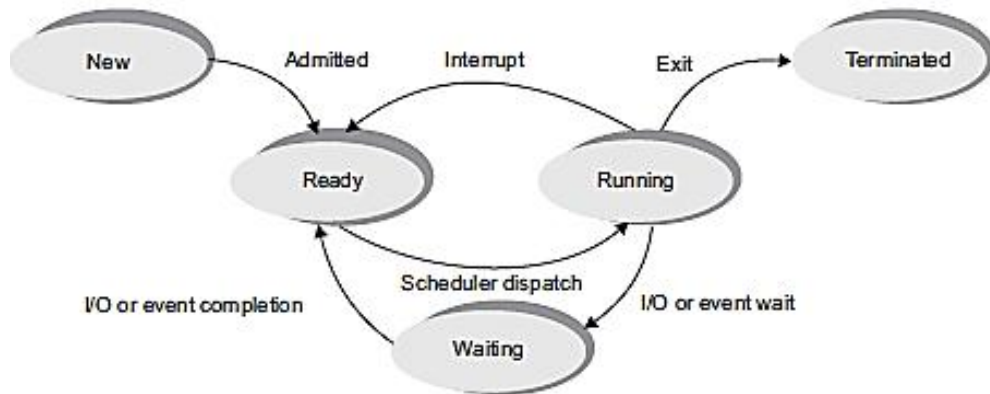 New
Admitted
Interrupt
Exit
Terminated
Ready
Running
Scheduler dispatch
I/O or event completion
I/O or event wait
Waiting